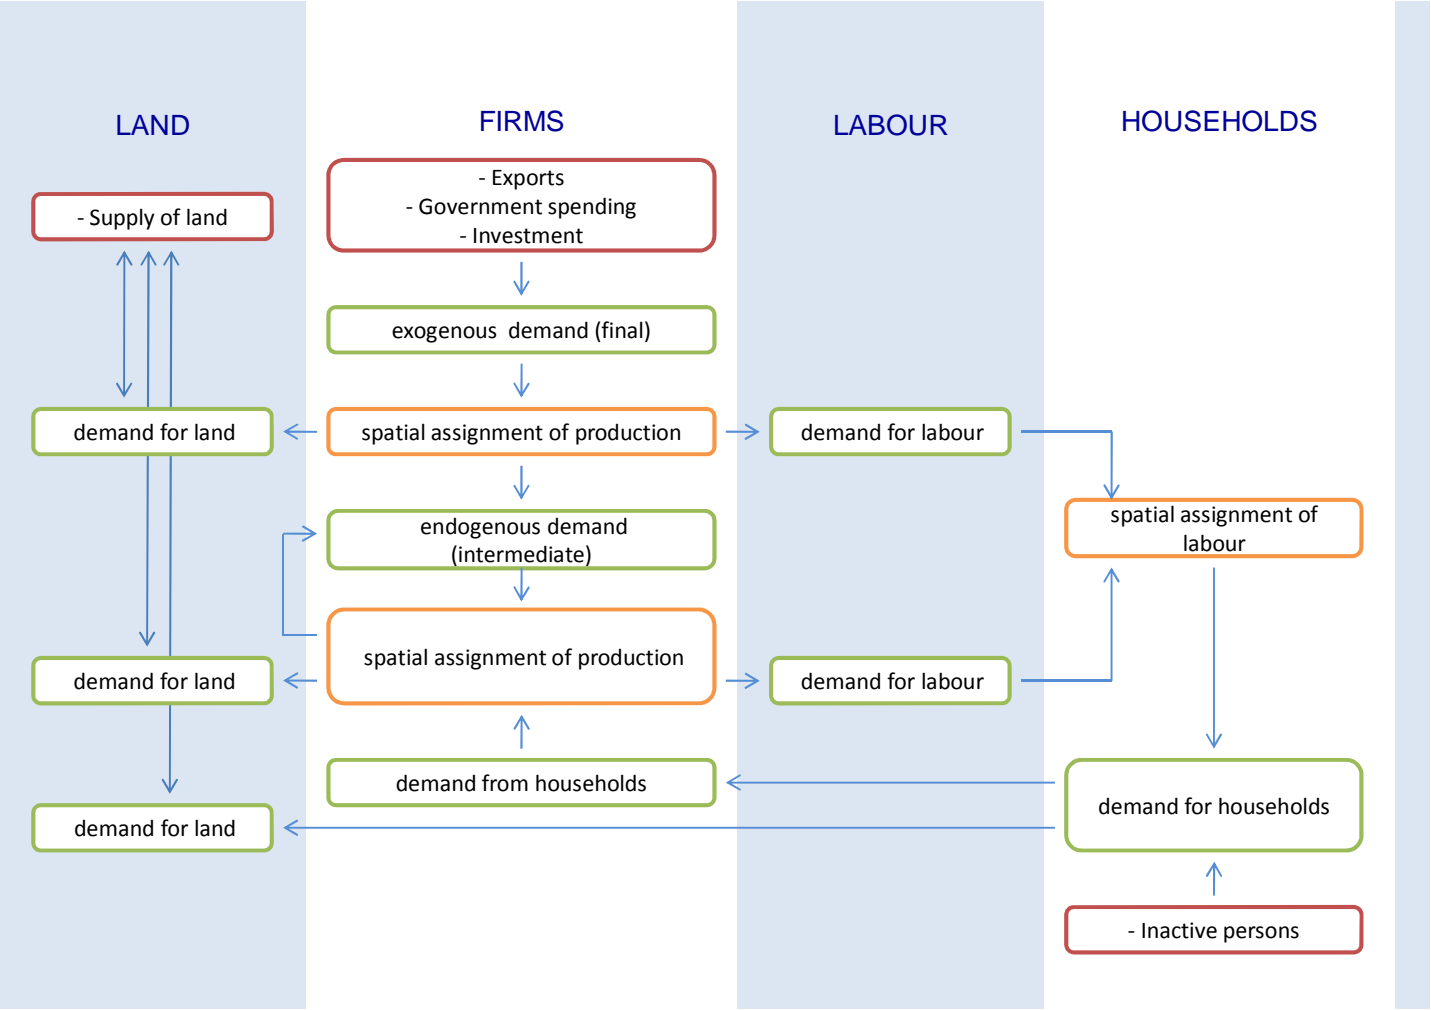 LAND
FIRMS
LABOUR
HOUSEHOLDS
- Exports
- Government spending
- Investment
- Supply of land
exogenous demand (final)
demand for land
spatial assignment of production
demand for labour
spatial assignment of
labour
endogenous demand
(intermediate)
spatial assignment of production
demand for land
demand for labour
demand from households
demand for households
demand for land
- Inactive persons